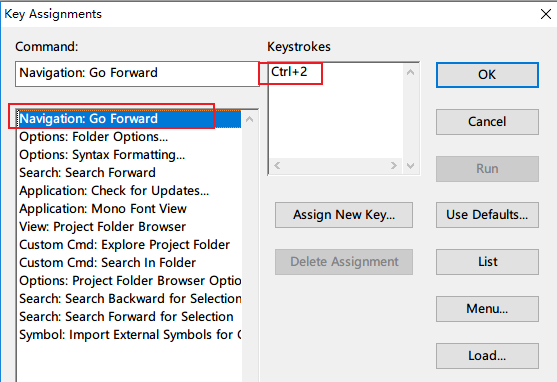 Key Assignments
Command:
Navigation: Go Forward
Navigation: Go Forward
Options: Folder Options...
Options: Syntax Formatting...
Search: Search Forward
Application: Check for Updates...
Application: Mono Font View
View: Project Folder Browser
Custom Cmd: Explore Project Folder
Custom Cmd: Search In Folder
Options: Project Folder Browser Optio
Search: Search Backward for Selection
Search: Search Forward for Selection
Symbol: Import External Symbols for C
Keystrokes
Ctrl+2
Assign New Key...
Delete Assignment
OK
Cancel
Run
Use Defaults...
List
Menu...
Load...